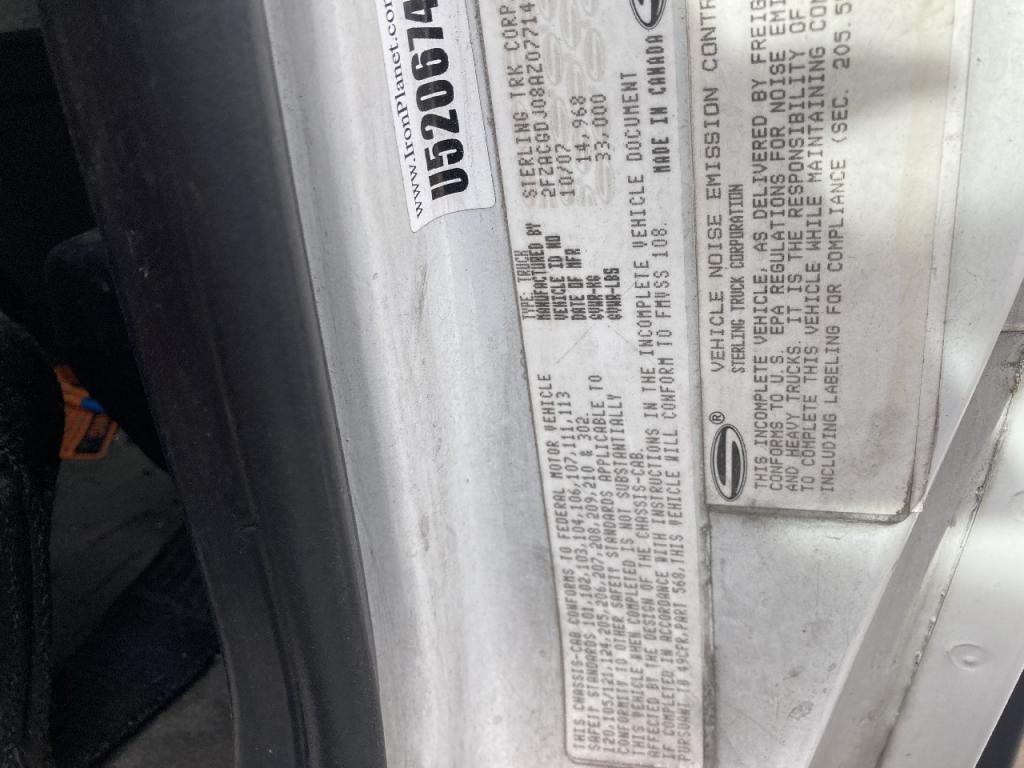 www.IronPlanet.com
U520674
TYPE: TRUCK
MANUFACTURED BY STERLING TRK CORP
VEHICLE ID NO 2FZACGDJ08AZ07714
DATE OF MFR 10/07
GVWR-KG 14,968
GVWR-LBS 33,000
THIS CHASSIS-CAB CONFORMS TO FEDERAL MOTOR VEHICLE
SAFETY STANDARDS 101,102,103,104,106,107,111,113
120,105/121,124,205,206,207,208,209,210 & 302.
CONFORMITY TO OTHER SAFETY STANDARDS APPLICABLE TO
THIS VEHICLE WHEN COMPLETED IS NOT SUBSTANTIALLY
AFFECTED BY THE DESIGN OF THE CHASSIS-CAB.
IF COMPLETED IN ACCORDANCE WITH INSTRUCTIONS IN THE INCOMPLETE VEHICLE DOCUMENT
PURSUANT TO 49CFR,PART 568,THIS VEHICLE WILL CONFORM TO FMVSS 108. MADE IN CANADA
VEHICLE NOISE EMISSION CONTR
STERLING TRUCK CORPORATION
®
THIS INCOMPLETE VEHICLE, AS DELIVERED BY FREIG
CONFORMS TO U.S. EPA REGULATIONS FOR NOISE EMI
AND HEAVY TRUCKS. IT IS THE RESPONSIBILITY OF
TO COMPLETE THIS VEHICLE WHILE MAINTAINING CON
INCLUDING LABELING FOR COMPLIANCE (SEC. 205.5